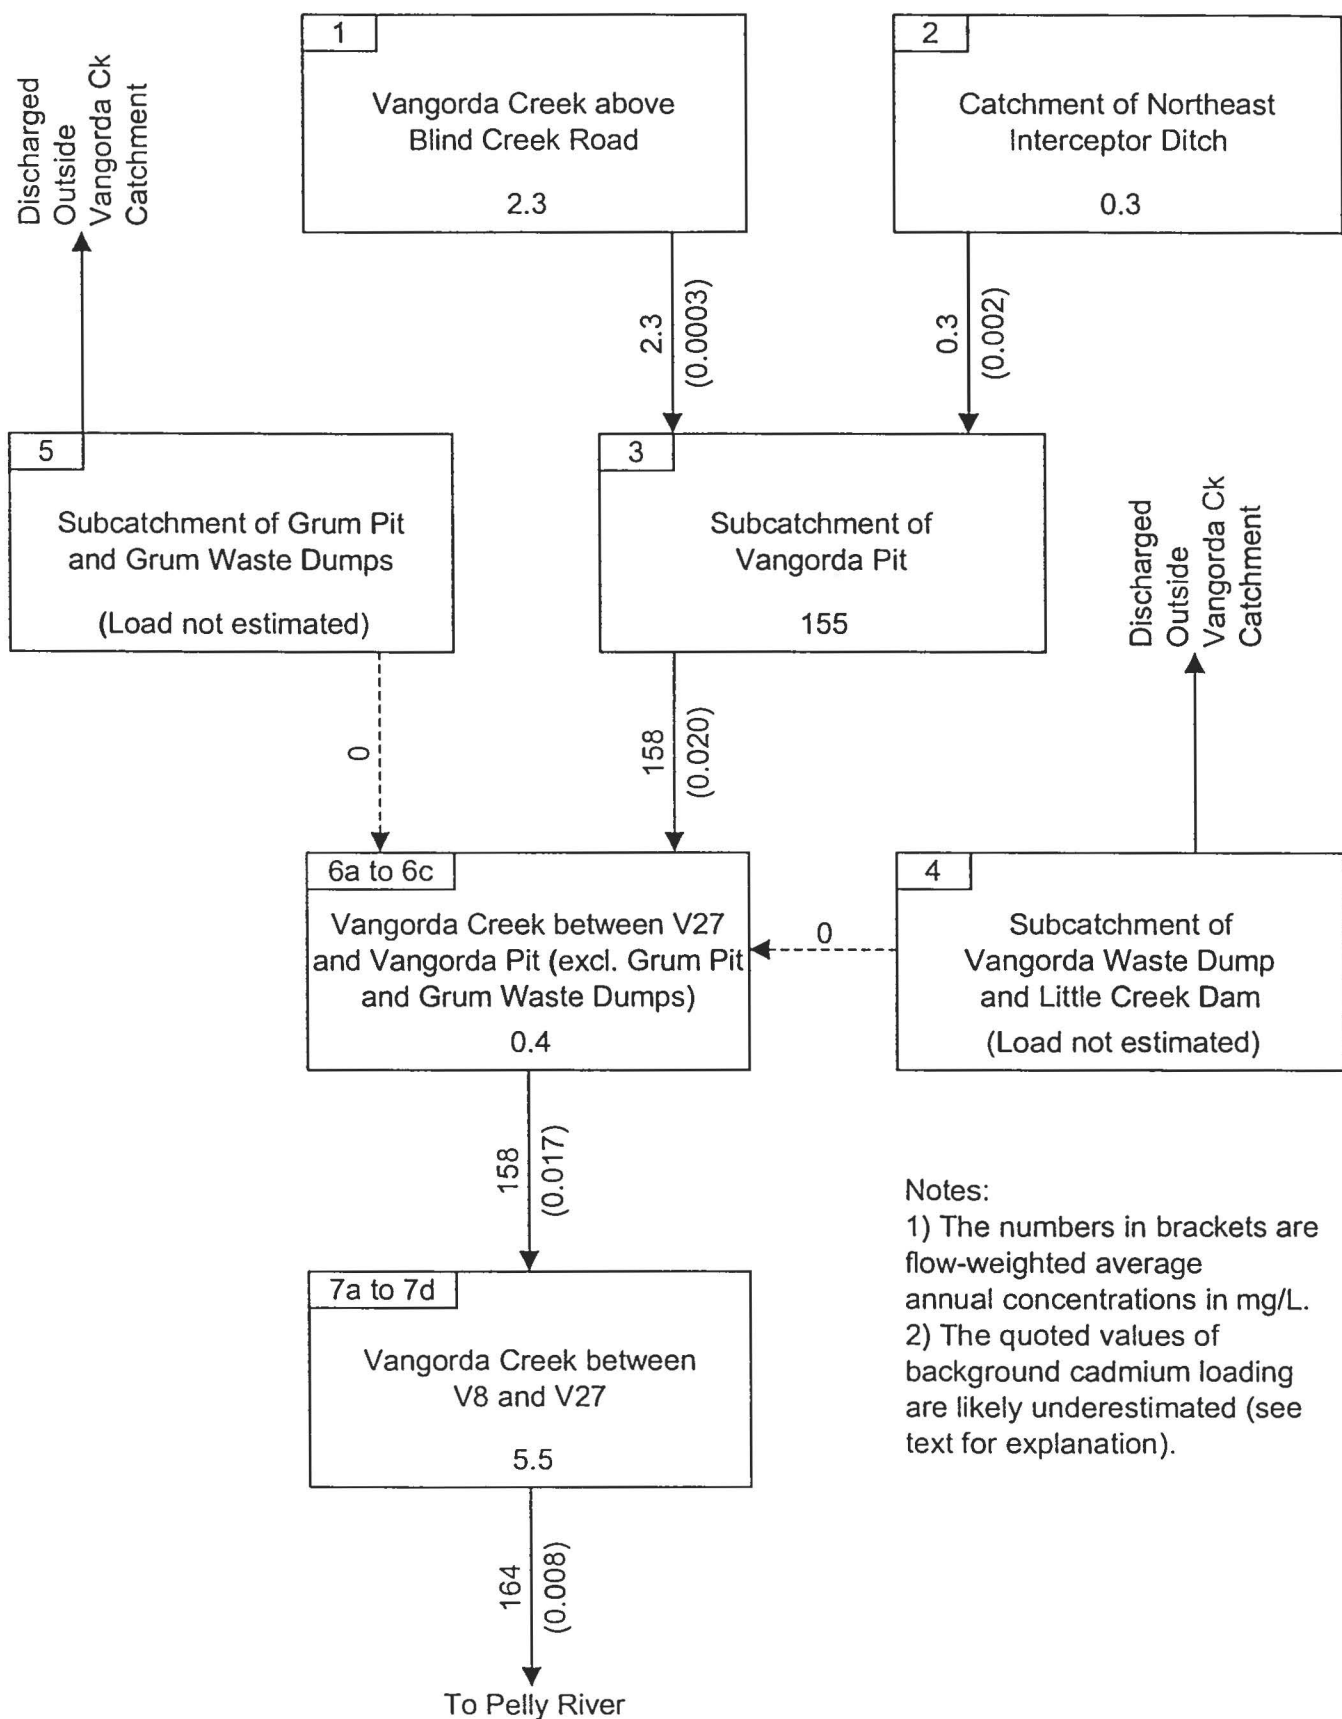 1
Vangorda Creek above
Blind Creek Road
2.3
2
Catchment of Northeast
Interceptor Ditch
0.3
Discharged
Outside
Vangorda Ck
Catchment
2.3
(0.0003)
0.3
(0.002)
5
Subcatchment of Grum Pit
and Grum Waste Dumps
(Load not estimated)
3
Subcatchment of
Vangorda Pit
155
Discharged
Outside
Vangorda Ck
Catchment
0
158
(0.020)
6a to 6c
Vangorda Creek between V27
and Vangorda Pit (excl. Grum Pit
and Grum Waste Dumps)
0.4
0
4
Subcatchment of
Vangorda Waste Dump
and Little Creek Dam
(Load not estimated)
158
(0.017)
7a to 7d
Vangorda Creek between
V8 and V27
5.5
Notes:
1) The numbers in brackets are
flow-weighted average
annual concentrations in mg/L.
2) The quoted values of
background cadmium loading
are likely underestimated (see
text for explanation).
164
(0.008)
To Pelly River